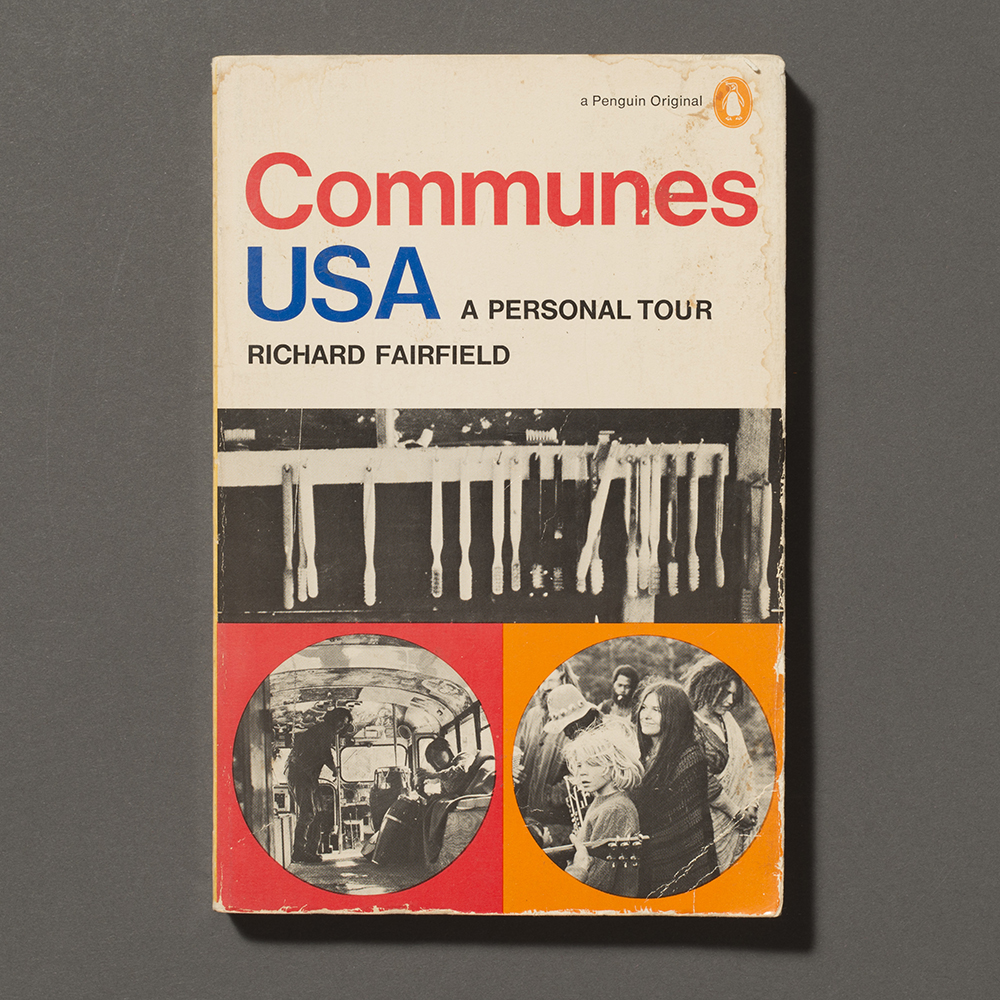 a Penguin Original
Communes
USA A PERSONAL TOUR
RICHARD FAIRFIELD